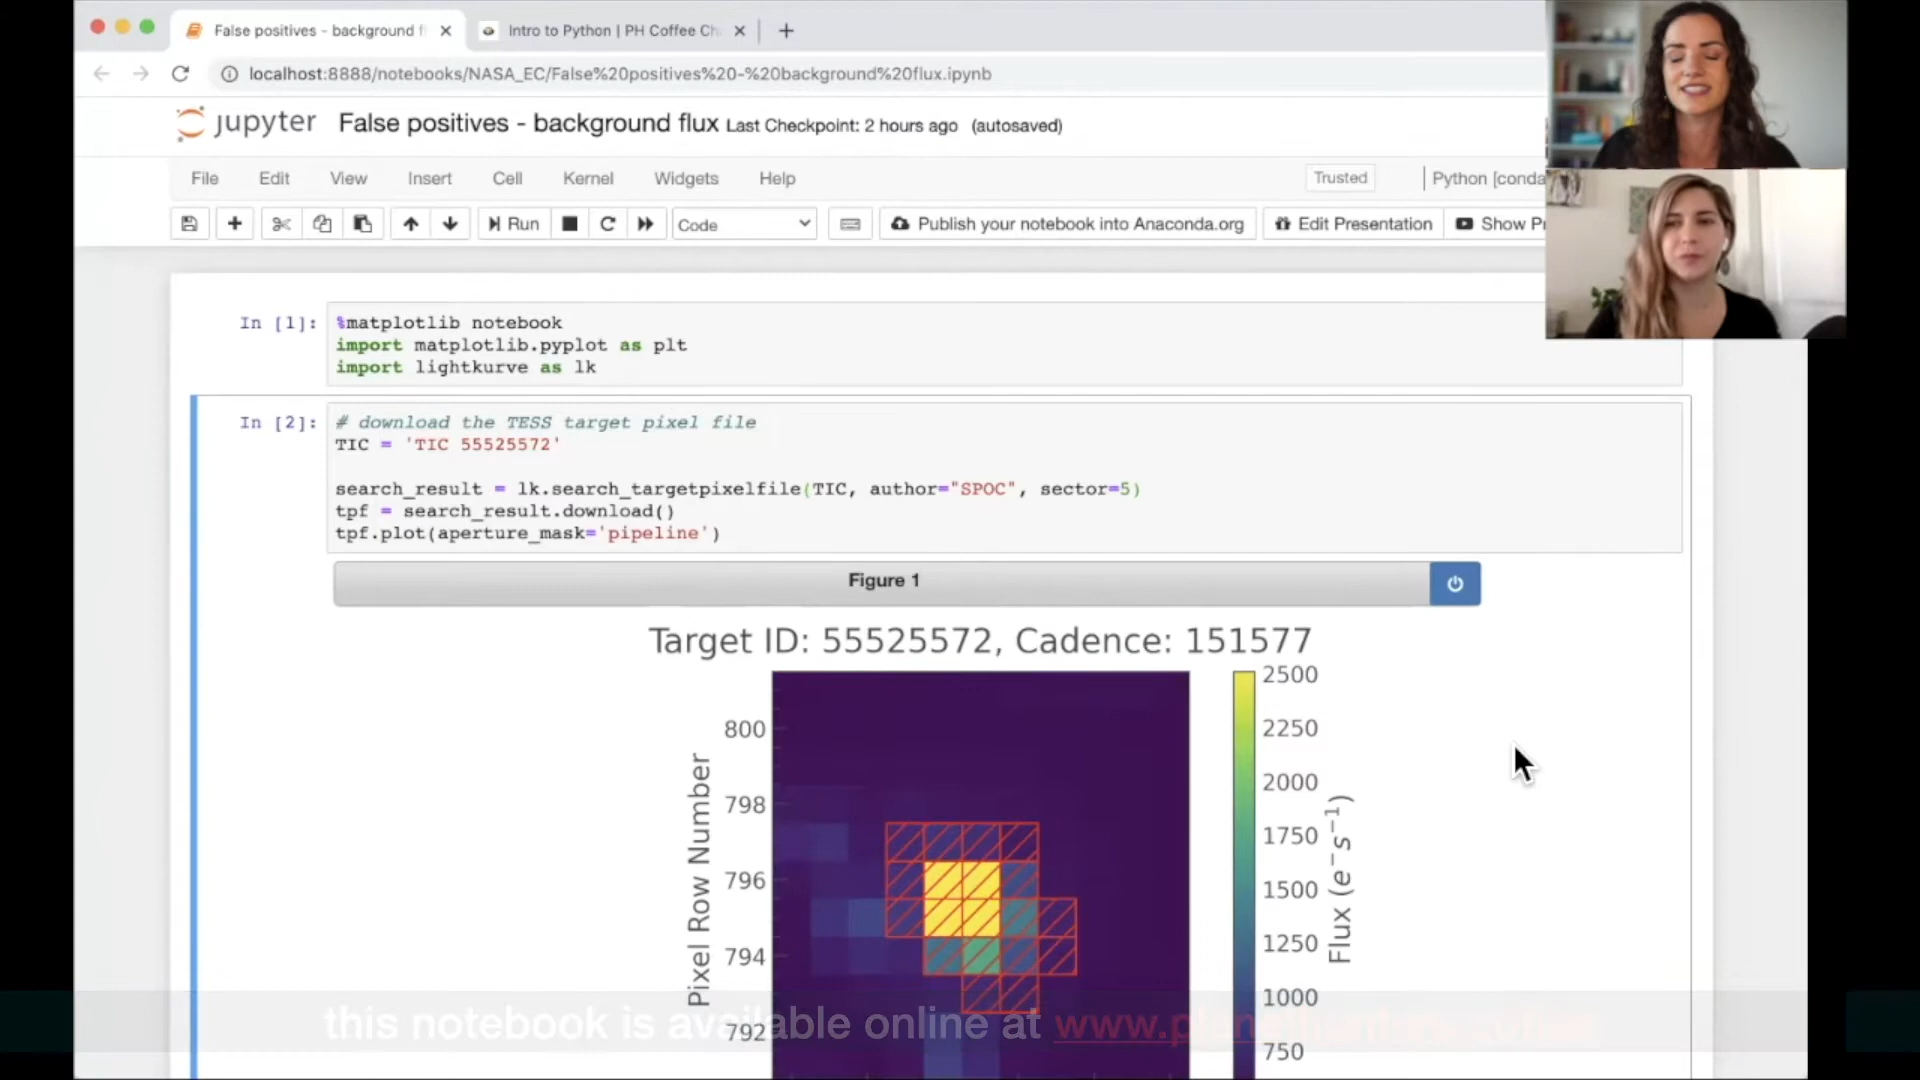 False positives - background f
Intro to Python | PH Coffee Ch
localhost:8888/notebooks/NASA_EC/False%20positives%20-%20background%20flux.ipynb
jupyter False positives - background flux Last Checkpoint: 2 hours ago (autosaved)
File Edit View Insert Cell Kernel Widgets Help Trusted Python [conda
Run Code Publish your notebook into Anaconda.org Edit Presentation Show Pr
In [1]: %matplotlib notebook
import matplotlib.pyplot as plt
import lightkurve as lk
In [2]: # download the TESS target pixel file
TIC = 'TIC 55525572'
search_result = lk.search_targetpixelfile(TIC, author="SPOC", sector=5)
tpf = search_result.download()
tpf.plot(aperture_mask='pipeline')
Figure 1
Target ID: 55525572, Cadence: 151577
Pixel Row Number
800
798
796
794
792
2500
2250
2000
1750
1500
1250
1000
750
Flux (e⁻s⁻¹)
this notebook is available online at